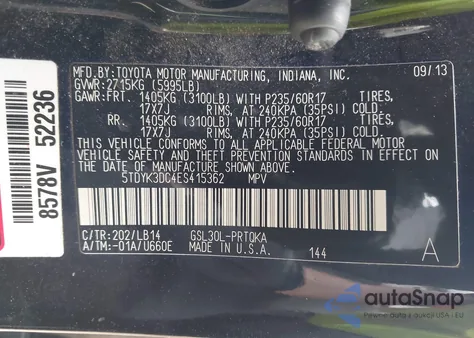 MFD.BY:TOYOTA MOTOR MANUFACTURING, INDIANA, INC. 09/13
GVWR: 2715KG (5995LB)
GAWR:FRT. 1405KG (3100LB) WITH P235/60R17 TIRES,
17X7J RIMS, AT 240KPA (35PSI) COLD.
RR. 1405KG (3100LB) WITH P235/60R17 TIRES,
17X7J RIMS, AT 240KPA (35PSI) COLD.
THIS VEHICLE CONFORMS TO ALL APPLICABLE FEDERAL MOTOR
VEHICLE SAFETY AND THEFT PREVENTION STANDARDS IN EFFECT
ON THE DATE OF MANUFACTURE SHOWN ABOVE.
5TDYK3DC4ES415362 MPV
C/TR:202/LB14 GSL30L-PRTQKA
A/TM:-01A/U660E MADE IN U.S.A. 144 A
8578V 52236
autoSnap